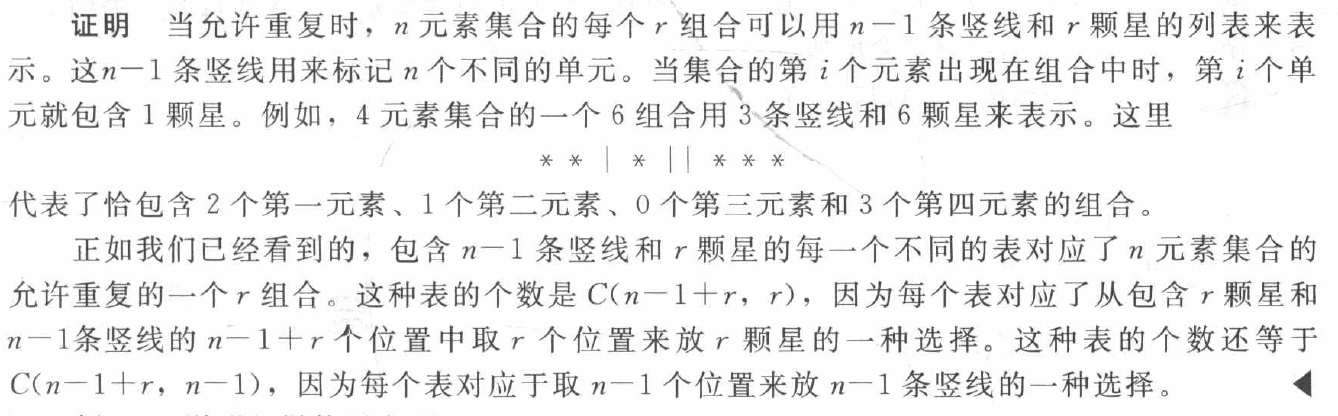 证明 当允许重复时，n 元素集合的每个 r 组合可以用 n－1 条竖线和 r 颗星的列表来表
示。这n－1 条竖线用来标记 n 个不同的单元。当集合的第 i 个元素出现在组合中时，第 i 个单
元就包含 1 颗星。例如，4 元素集合的一个 6 组合用 3 条竖线和 6 颗星来表示。这里
* * | * | | * * *
代表了恰包含 2 个第一元素、1 个第二元素、0 个第三元素和 3 个第四元素的组合。
正如我们已经看到的，包含 n－1 条竖线和 r 颗星的每一个不同的表对应了 n 元素集合的
允许重复的一个 r 组合。这种表的个数是 C(n－1＋r，r)，因为每个表对应了从包含 r 颗星和
n－1条竖线的 n－1＋r 个位置中取 r 个位置来放 r 颗星的一种选择。这种表的个数还等于
C(n－1＋r，n－1)，因为每个表对应于取 n－1 个位置来放 n－1 条竖线的一种选择。 ◀